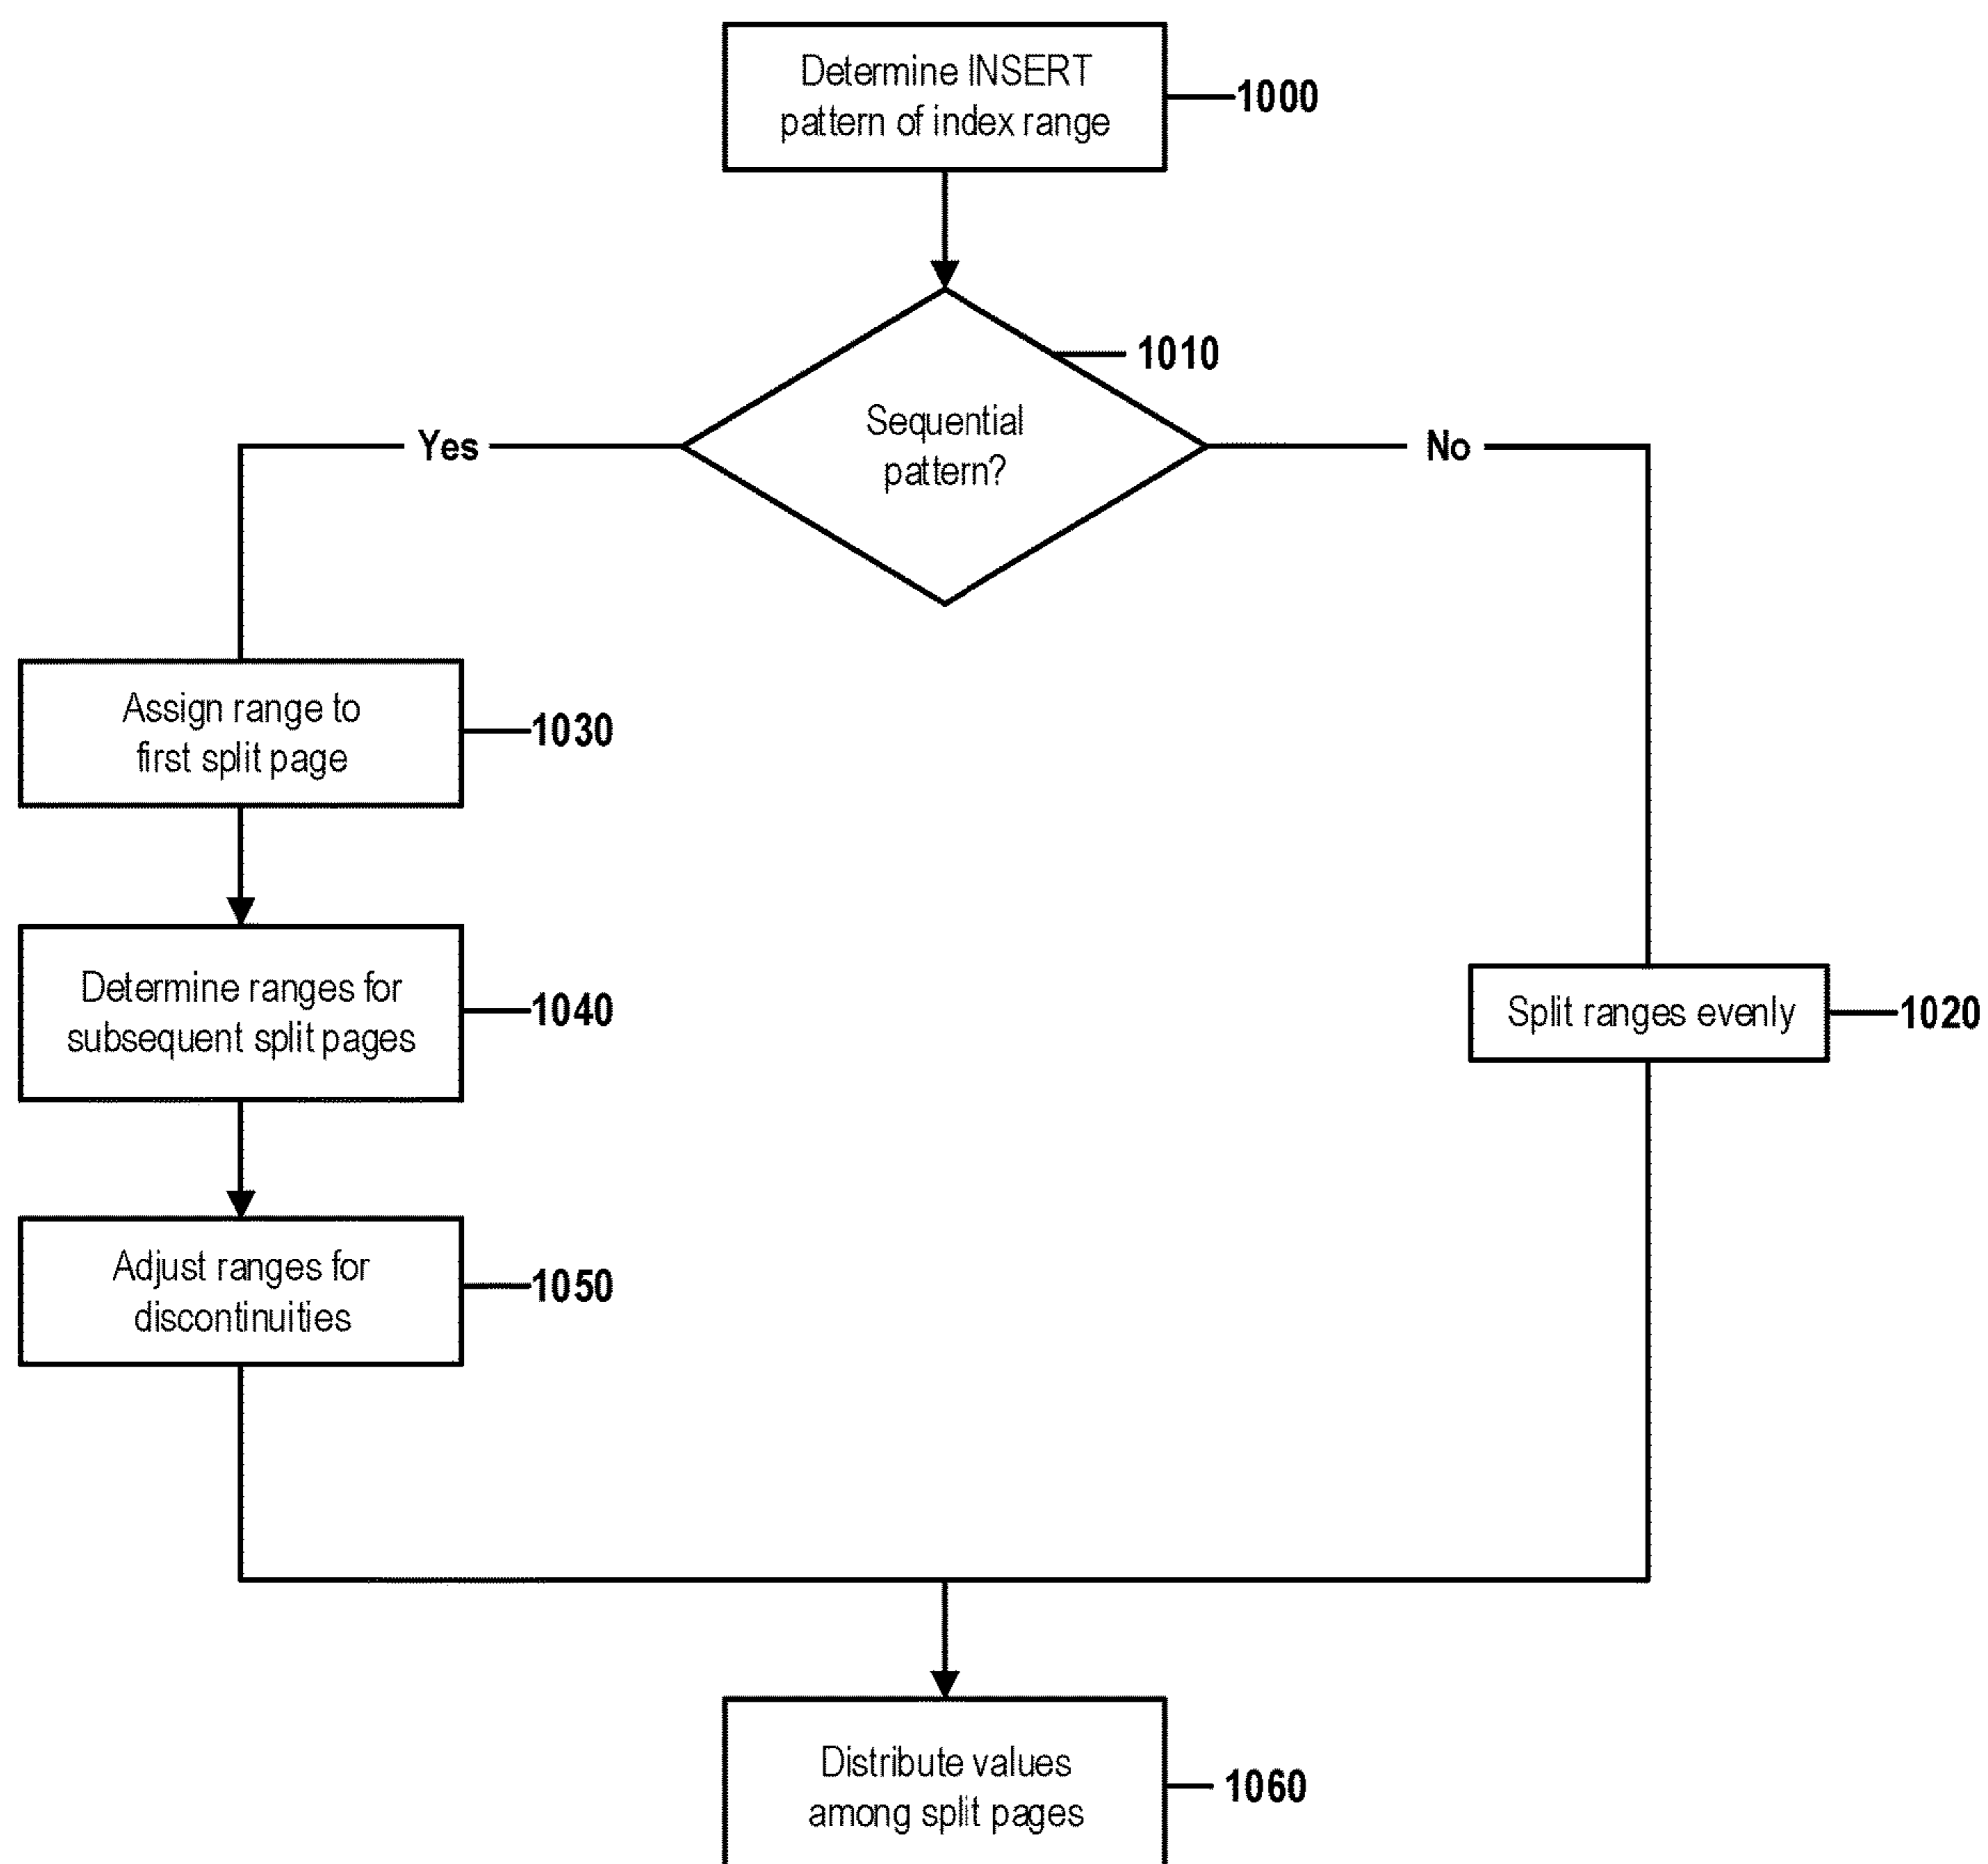 Determine INSERT
pattern of index range
1000
1010
Sequential
pattern?
Yes
No
Assign range to
first split page
1030
Determine ranges for
subsequent split pages
1040
Split ranges evenly
1020
Adjust ranges for
discontinuities
1050
Distribute values
among split pages
1060